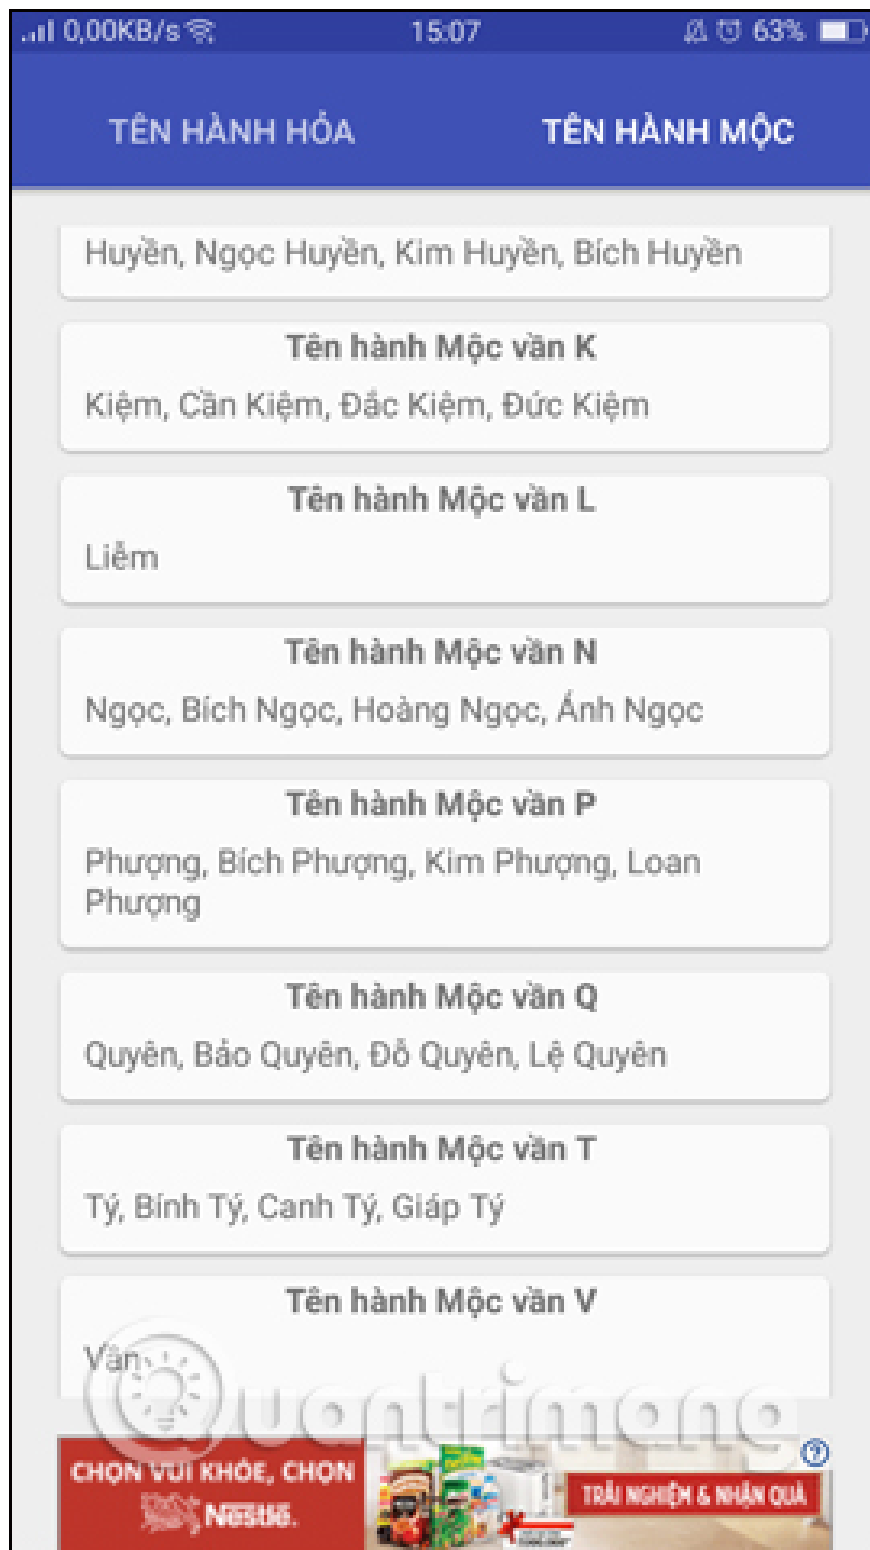 0,00KB/s 15:07 63%
TÊN HÀNH HỎA TÊN HÀNH MỘC
Huyền, Ngọc Huyền, Kim Huyền, Bích Huyền
Tên hành Mộc vần K
Kiệm, Cần Kiệm, Đắc Kiệm, Đức Kiệm
Tên hành Mộc vần L
Liễm
Tên hành Mộc vần N
Ngọc, Bích Ngọc, Hoàng Ngọc, Ánh Ngọc
Tên hành Mộc vần P
Phượng, Bích Phượng, Kim Phượng, Loan
Phượng
Tên hành Mộc vần Q
Quyên, Bảo Quyên, Đỗ Quyên, Lệ Quyên
Tên hành Mộc vần T
Tý, Bính Tý, Canh Tý, Giáp Tý
Tên hành Mộc vần V
Vân
Quantrimang
CHỌN VUI KHỎE, CHỌN
Nestlé.
TRẢI NGHIỆM & NHẬN QUÀ